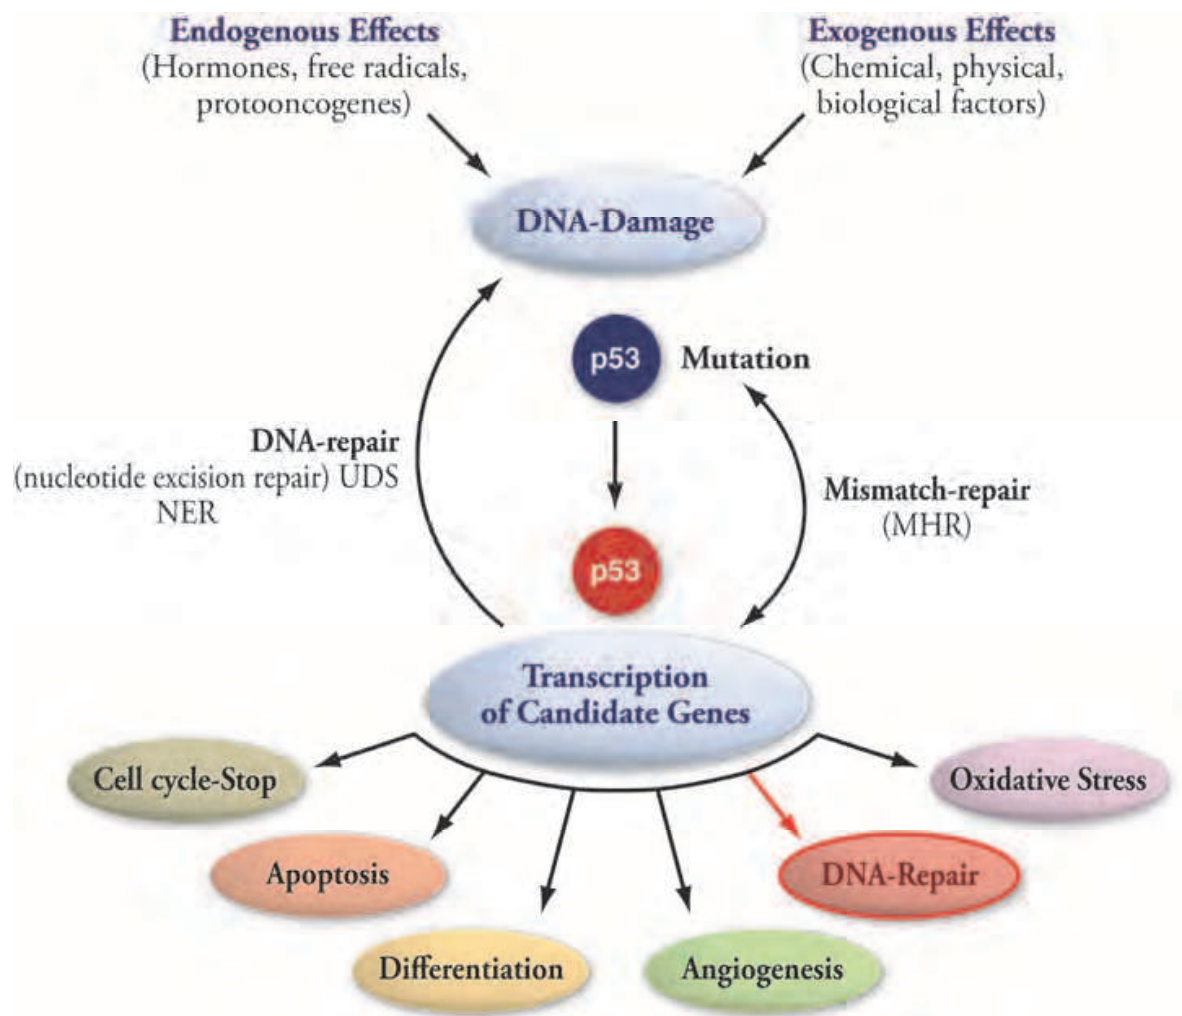 Endogenous Effects
(Hormones, free radicals,
protooncogenes)
Exogenous Effects
(Chemical, physical,
biological factors)
DNA-Damage
p53
Mutation
DNA-repair
(nucleotide excision repair) UDS
NER
Mismatch-repair
(MHR)
p53
Transcription
of Candidate Genes
Cell cycle-Stop
Oxidative Stress
Apoptosis
DNA-Repair
Differentiation
Angiogenesis